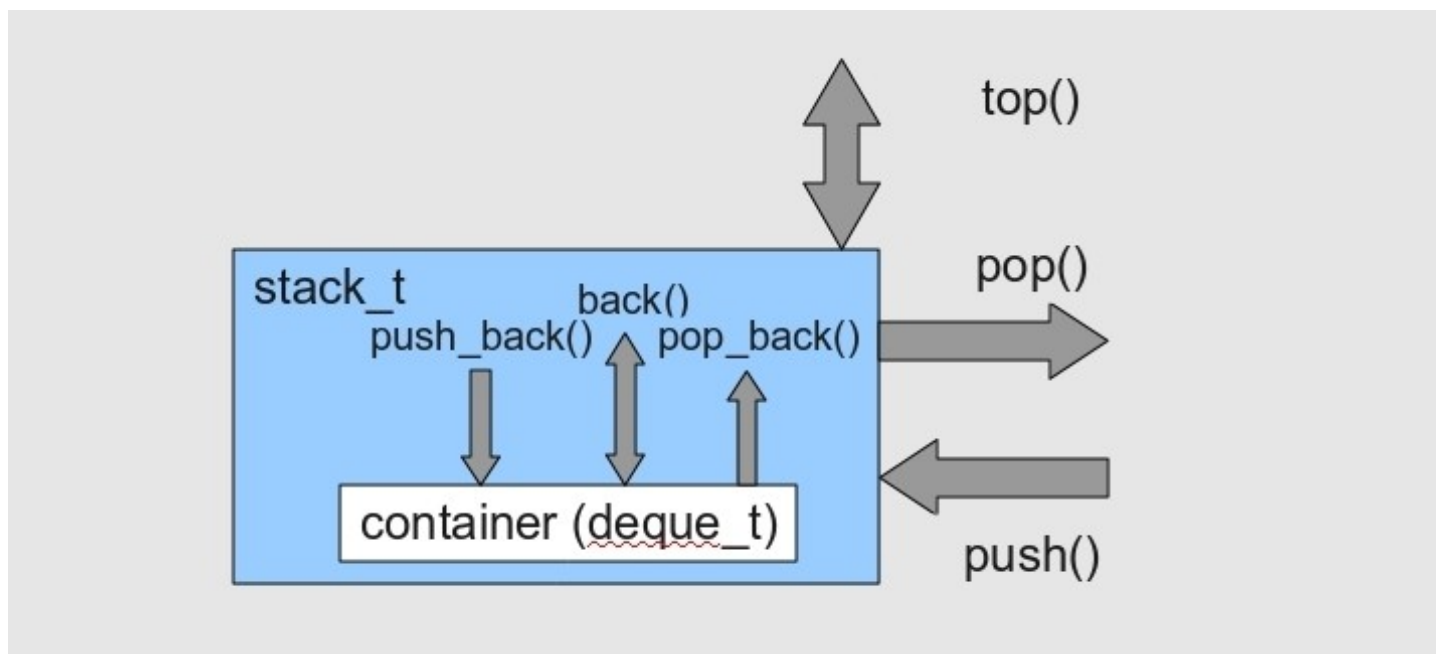 top()
pop()
stack_t
back()
push_back()
pop_back()
container (deque_t)
push()